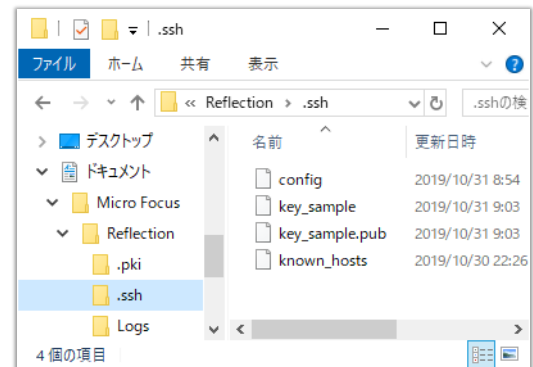 .ssh
ファイル ホーム 共有 表示
« Reflection › .ssh .sshの検
デスクトップ
ドキュメント
Micro Focus
Reflection
.pki
.ssh
Logs
名前 更新日時
config 2019/10/31 8:54
key_sample 2019/10/31 9:03
key_sample.pub 2019/10/31 9:03
known_hosts 2019/10/30 22:26
4 個の項目